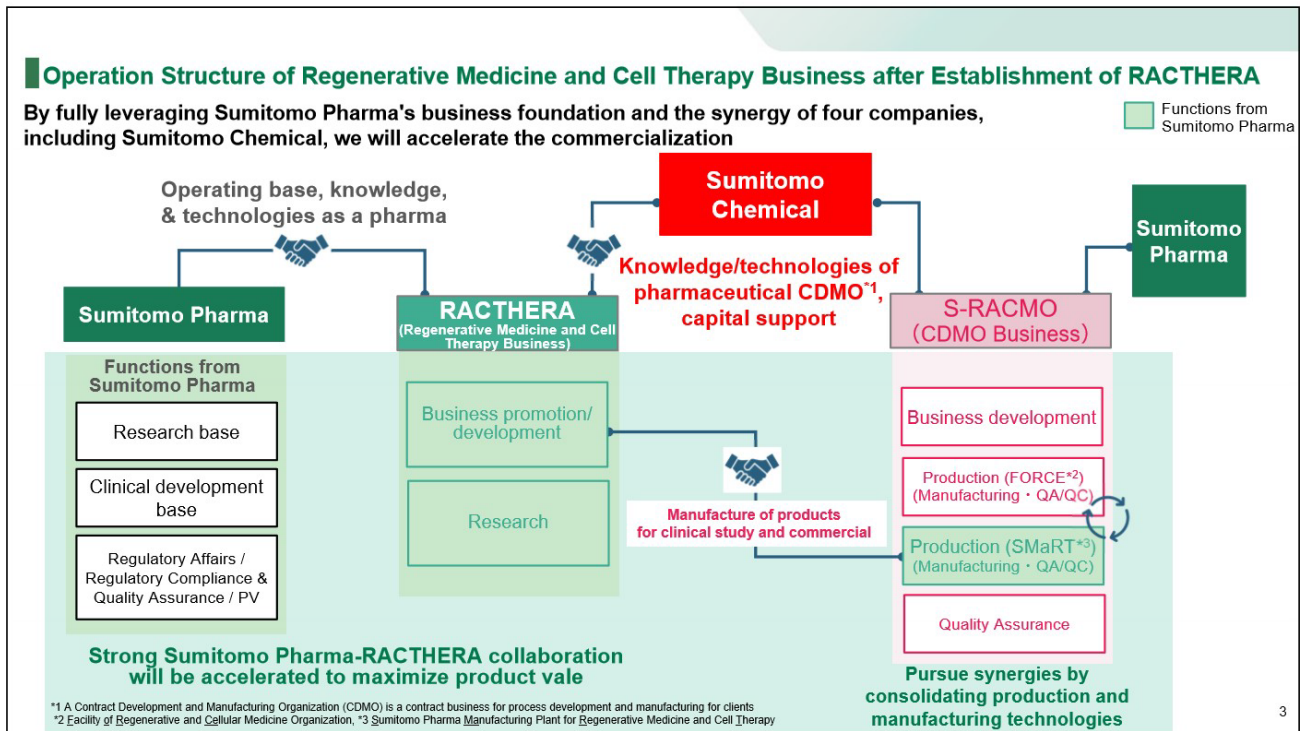 Operation Structure of Regenerative Medicine and Cell Therapy Business after Establishment of RACTHERA
By fully leveraging Sumitomo Pharma's business foundation and the synergy of four companies,
including Sumitomo Chemical, we will accelerate the commercialization
Functions from
Sumitomo Pharma
Operating base, knowledge,
& technologies as a pharma
Sumitomo
Chemical
Sumitomo
Pharma
Knowledge/technologies of
pharmaceutical CDMO*1,
capital support
Sumitomo Pharma
RACTHERA
(Regenerative Medicine and Cell
Therapy Business)
S-RACMO
（CDMO Business）
Functions from
Sumitomo Pharma
Research base
Clinical development
base
Regulatory Affairs /
Regulatory Compliance &
Quality Assurance / PV
Business promotion/
development
Research
Manufacture of products
for clinical study and commercial
Business development
Production (FORCE*2)
(Manufacturing・QA/QC)
Production (SMaRT*3)
(Manufacturing・QA/QC)
Quality Assurance
Strong Sumitomo Pharma-RACTHERA collaboration
will be accelerated to maximize product vale
Pursue synergies by
consolidating production and
manufacturing technologies
*1 A Contract Development and Manufacturing Organization (CDMO) is a contract business for process development and manufacturing for clients
*2 Facility of Regenerative and Cellular Medicine Organization, *3 Sumitomo Pharma Manufacturing Plant for Regenerative Medicine and Cell Therapy
3